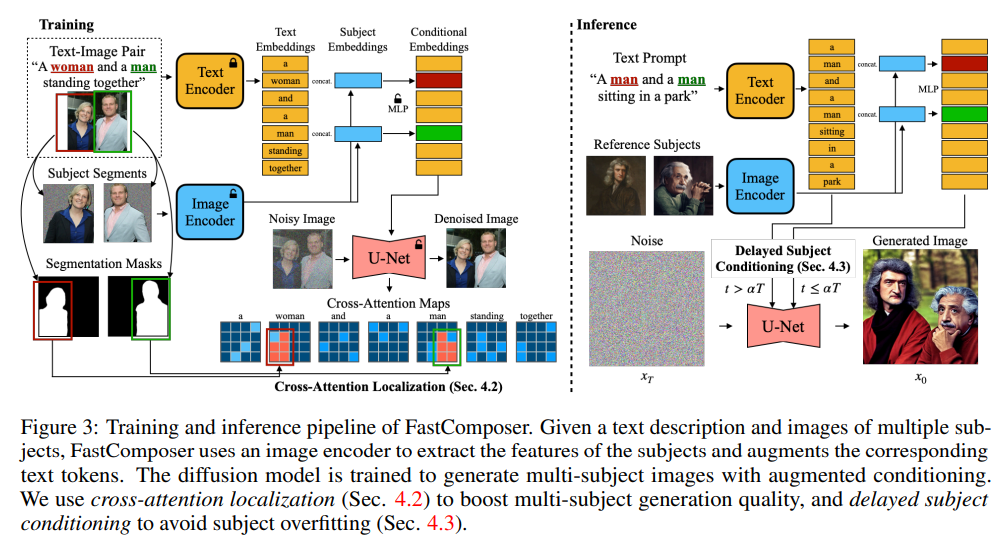 Training
Text-Image Pair
“A woman and a man
standing together”
Text
Encoder
Text
Embeddings
Subject
Embeddings
Conditional
Embeddings
a
woman
and
a
man
standing
together
concat.
concat.
MLP
Subject Segments
Image
Encoder
Segmentation Masks
Noisy Image
U-Net
Denoised Image
Cross-Attention Maps
a woman and a man standing together
Cross-Attention Localization (Sec. 4.2)
Inference
Text Prompt
“A man and a man
sitting in a park”
Text
Encoder
a
man
and
a
man
sitting
in
a
park
concat.
concat.
MLP
Reference Subjects
Image
Encoder
Noise
Delayed Subject
Conditioning (Sec. 4.3)
t > αT
t ≤ αT
U-Net
Generated Image
x_T
x_0
Figure 3: Training and inference pipeline of FastComposer. Given a text description and images of multiple sub-
jects, FastComposer uses an image encoder to extract the features of the subjects and augments the corresponding
text tokens. The diffusion model is trained to generate multi-subject images with augmented conditioning.
We use cross-attention localization (Sec. 4.2) to boost multi-subject generation quality, and delayed subject
conditioning to avoid subject overfitting (Sec. 4.3).